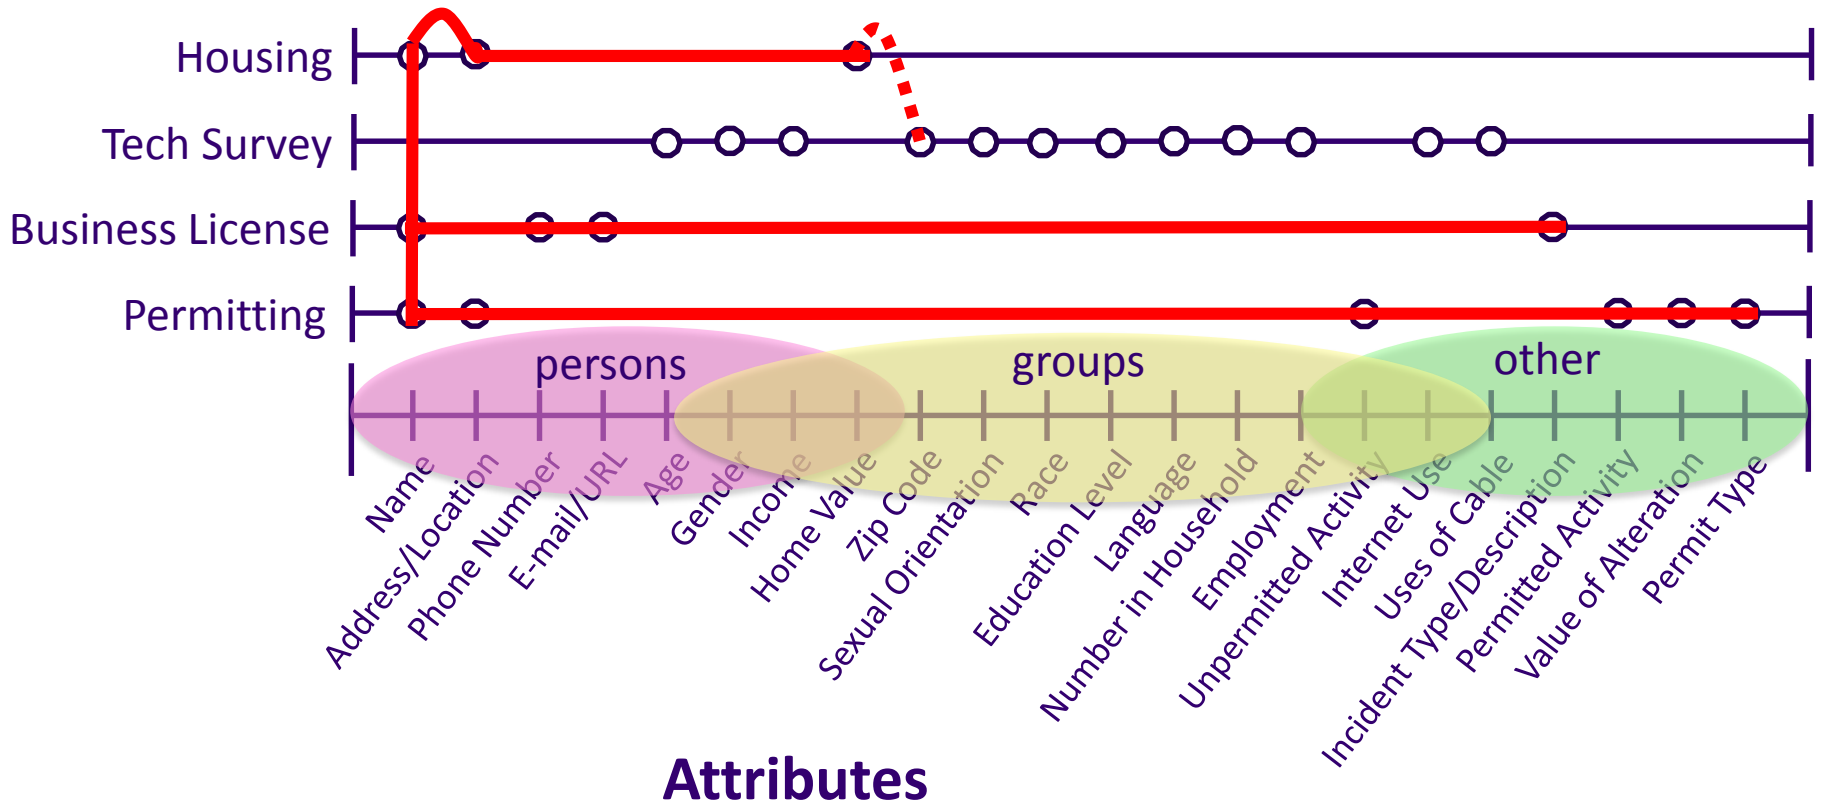 Housing
Tech Survey
Business License
Permitting
persons
groups
other
Name
Address/Location
Phone Number
E-mail/URL
Age
Gender
Income
Home Value
Zip Code
Sexual Orientation
Race
Education Level
Language
Number in Household
Employment
Unpermitted Activity
Internet Use
Uses of Cable
Incident Type/Description
Permitted Activity
Value of Alteration
Permit Type
Attributes